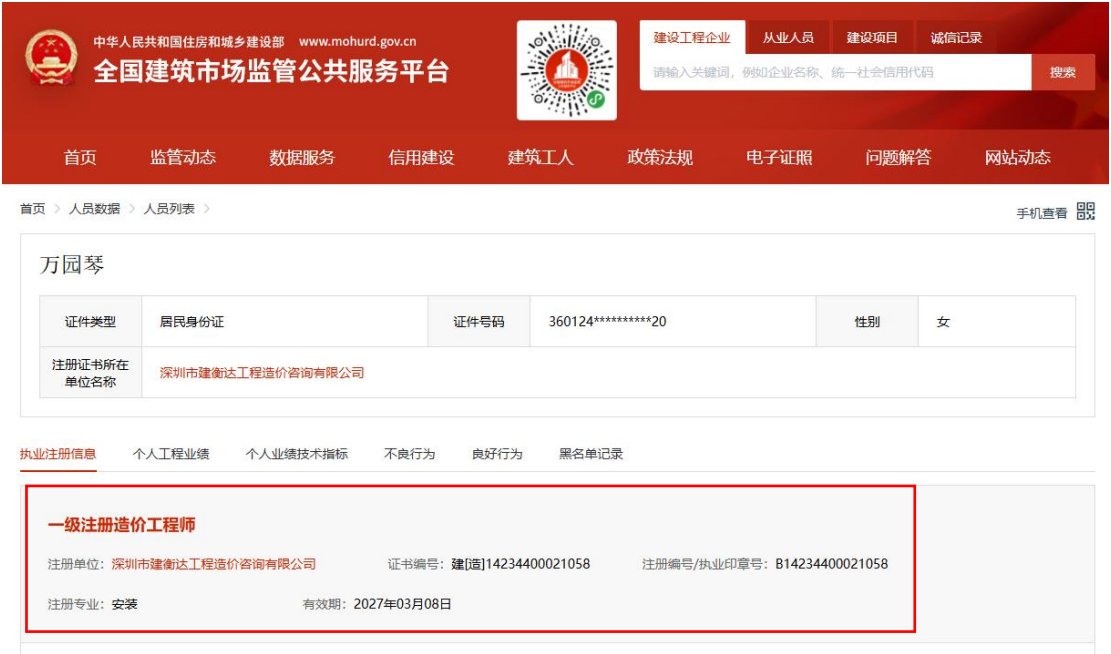 中华人民共和国住房和城乡建设部 www.mohurd.gov.cn
全国建筑市场监管公共服务平台
建设工程企业 从业人员 建设项目 诚信记录
请输入关键词，例如企业名称、统一社会信用代码 搜索
首页 监管动态 数据服务 信用建设 建筑工人 政策法规 电子证照 问题解答 网站动态
首页 > 人员数据 > 人员列表 >
手机查看
万园琴
证件类型 居民身份证 证件号码 360124**********20 性别 女
注册证书所在
单位名称
深圳市建衡达工程造价咨询有限公司
执业注册信息 个人工程业绩 个人业绩技术指标 不良行为 良好行为 黑名单记录
一级注册造价工程师
注册单位：深圳市建衡达工程造价咨询有限公司 证书编号：建[造]14234400021058 注册编号/执业印章号：B14234400021058
注册专业：安装 有效期：2027年03月08日